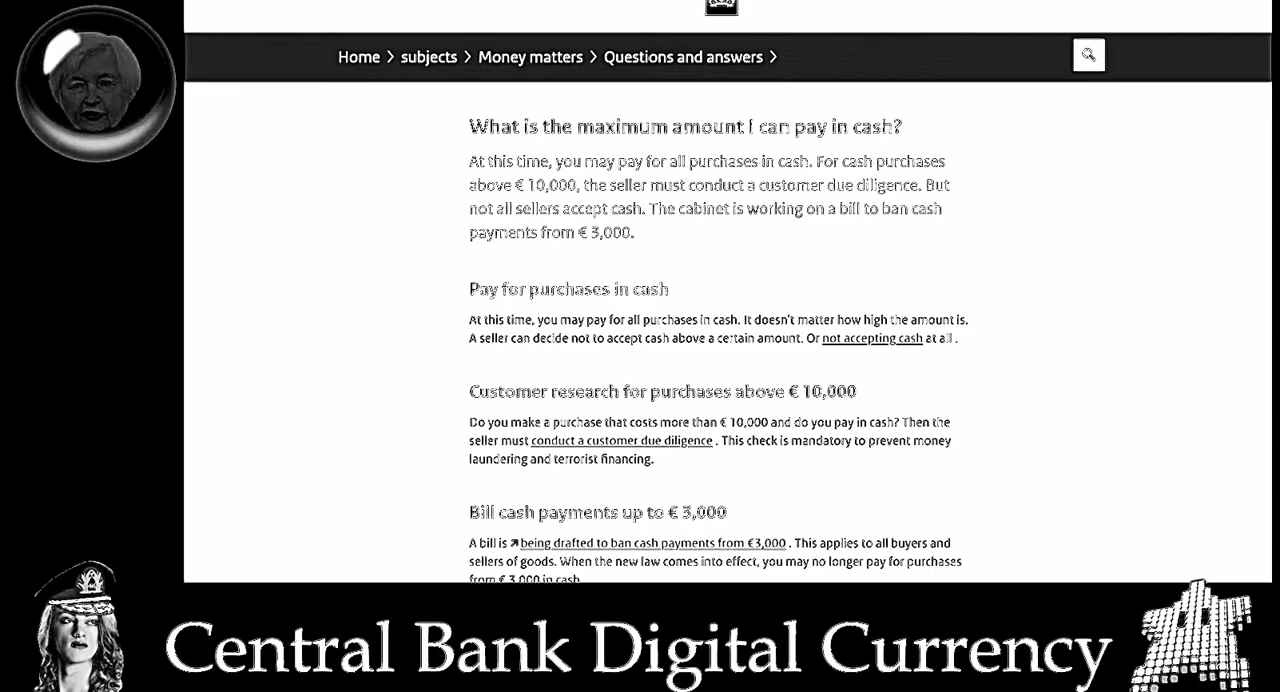 Home > subjects > Money matters > Questions and answers >
What is the maximum amount I can pay in cash?
At this time, you may pay for all purchases in cash. For cash purchases
above € 10,000, the seller must conduct a customer due diligence. But
not all sellers accept cash. The cabinet is working on a bill to ban cash
payments from € 3,000.
Pay for purchases in cash
At this time, you may pay for all purchases in cash. It doesn't matter how high the amount is.
A seller can decide not to accept cash above a certain amount. Or not accepting cash at all .
Customer research for purchases above € 10,000
Do you make a purchase that costs more than € 10,000 and do you pay in cash? Then the
seller must conduct a customer due diligence . This check is mandatory to prevent money
laundering and terrorist financing.
Bill cash payments up to € 3,000
A bill is being drafted to ban cash payments from €3,000 . This applies to all buyers and
sellers of goods. When the new law comes into effect, you may no longer pay for purchases
from € 3,000 in cash
Central Bank Digital Currency